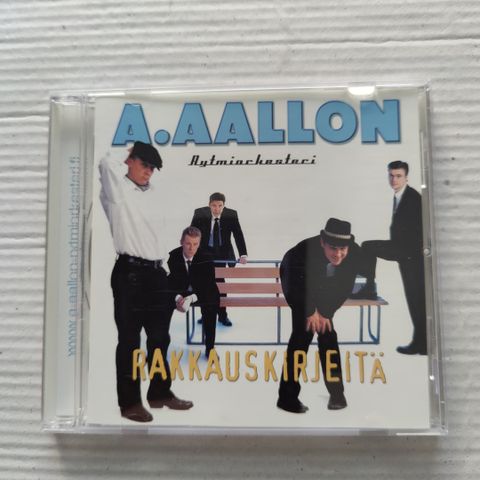 A.AALLON
Rytmiorkesteri
RAKKAUSKIRJEITÄ
www.a-aallon-rytmiorkesteri.fi